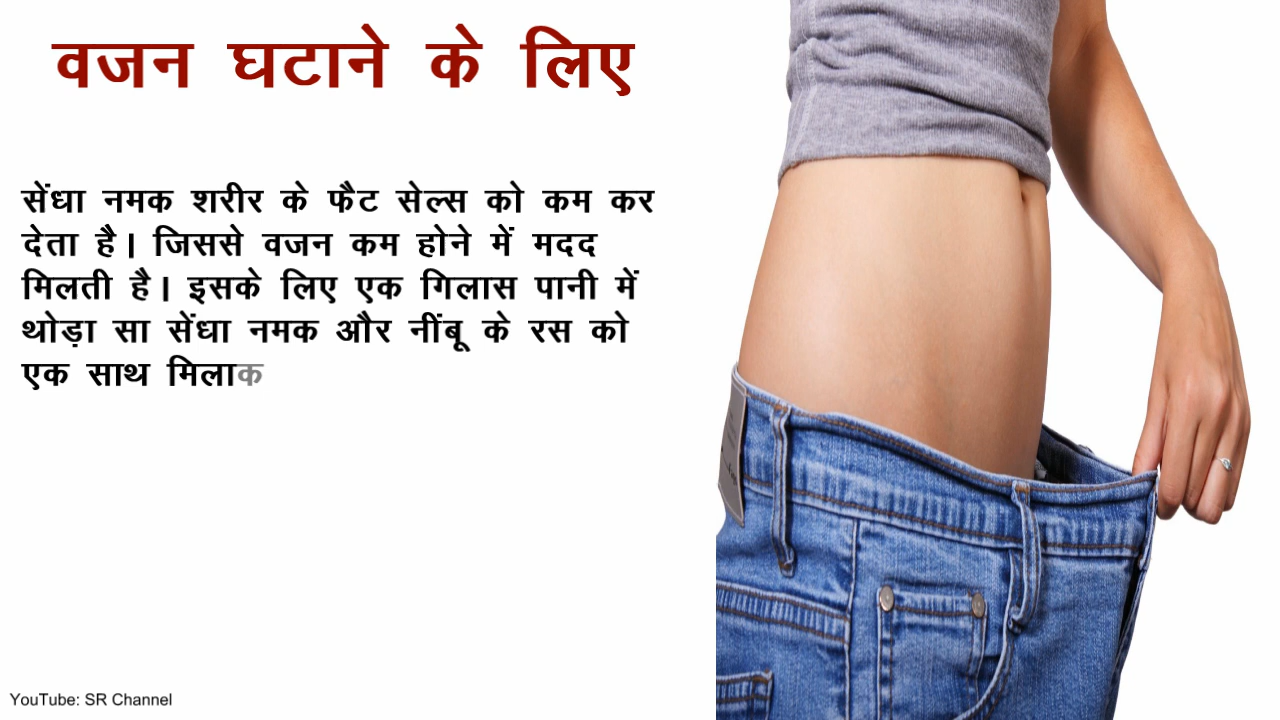 वजन घटाने के लिए
सेंधा नमक शरीर के फैट सेल्स को कम कर
देता है। जिससे वजन कम होने में मदद
मिलती है। इसके लिए एक गिलास पानी में
थोड़ा सा सेंधा नमक और नींबू के रस को
एक साथ मिलाक
YouTube: SR Channel